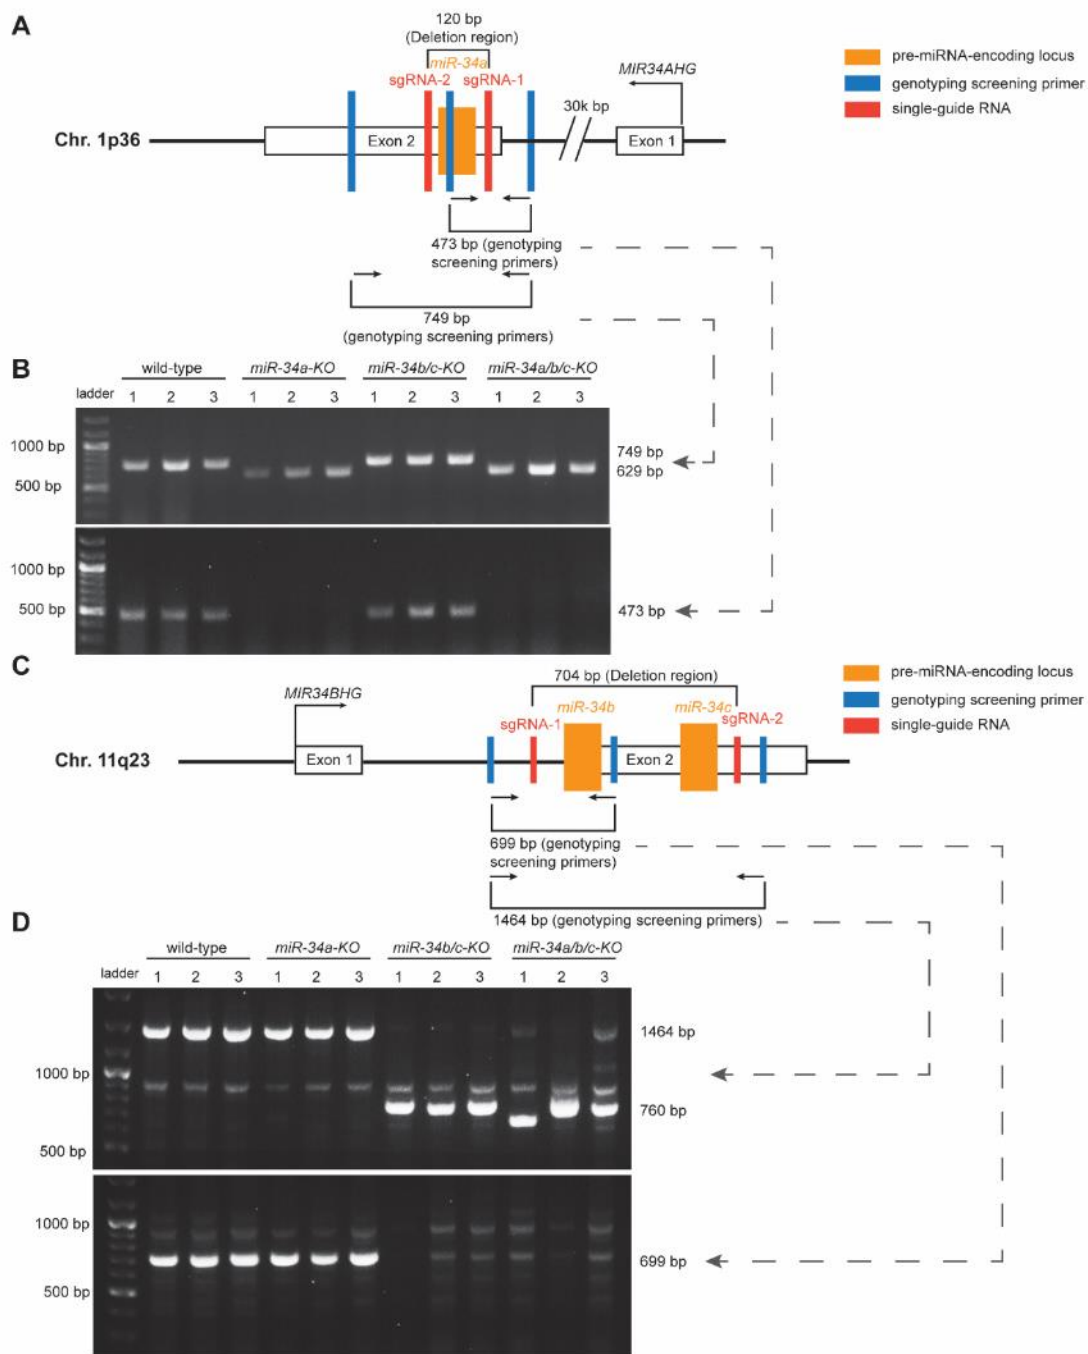 A
120 bp
(Deletion region)
miR-34a
sgRNA-2 sgRNA-1
MIR34AHG
30k bp
Chr. 1p36
Exon 2
Exon 1
pre-miRNA-encoding locus
genotyping screening primer
single-guide RNA
473 bp (genotyping
screening primers)
749 bp
(genotyping screening primers)
B
wild-type miR-34a-KO miR-34b/c-KO miR-34a/b/c-KO
ladder 1 2 3 1 2 3 1 2 3 1 2 3
1000 bp
500 bp
749 bp
629 bp
1000 bp
500 bp
473 bp
C
704 bp (Deletion region)
MIR34BHG
miR-34b miR-34c
sgRNA-1 sgRNA-2
Chr. 11q23
Exon 1
Exon 2
pre-miRNA-encoding locus
genotyping screening primer
single-guide RNA
699 bp (genotyping
screening primers)
1464 bp (genotyping screening primers)
D
wild-type miR-34a-KO miR-34b/c-KO miR-34a/b/c-KO
ladder 1 2 3 1 2 3 1 2 3 1 2 3
1464 bp
1000 bp
760 bp
500 bp
1000 bp
699 bp
500 bp